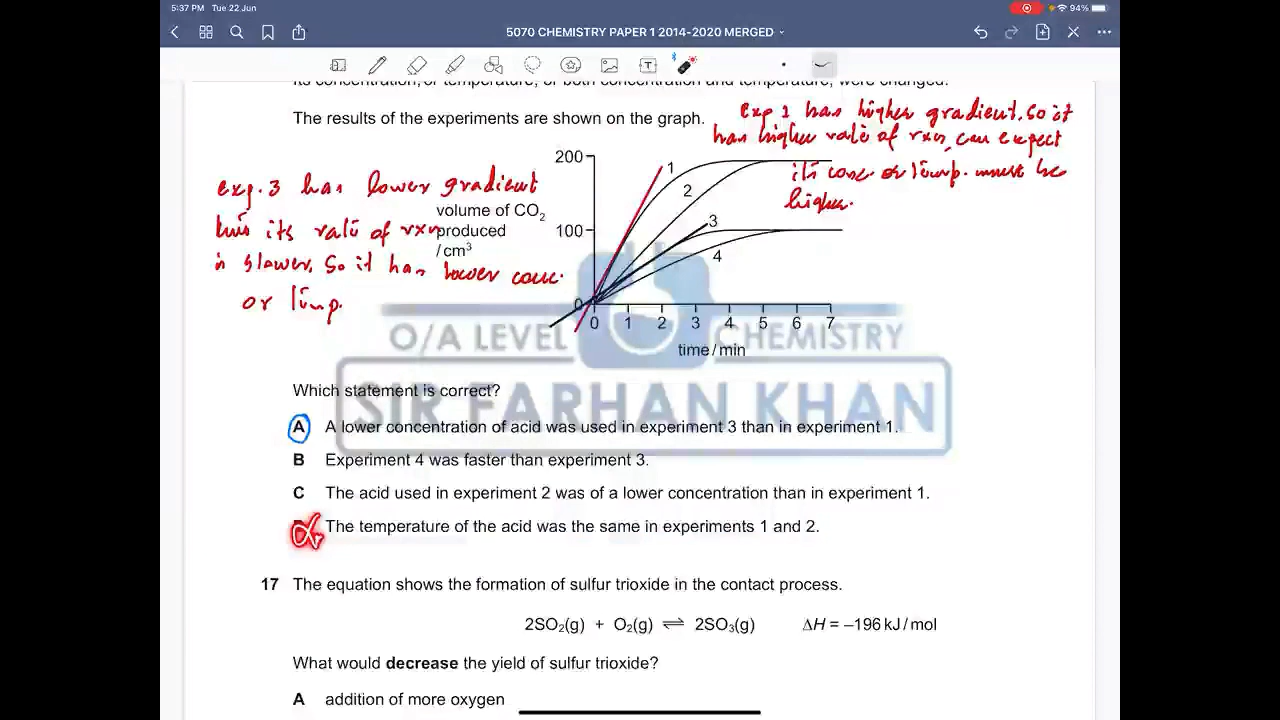 5:37 PM Tue 22 Jun
94%
5070 CHEMISTRY PAPER 1 2014-2020 MERGED
its concentration, or temperature, or both concentration and temperature, were changed.
The results of the experiments are shown on the graph.
exp 1 has higher gradient. so it
has higher rate of rxn, can expect
its conc or temp. must be
higher.
exp. 3 has lower gradient
its rate of rxn
is slower. So it has lower conc.
or temp.
volume of CO2
produced
/cm3
200
100
0
1
2
3
4
0 1 2 3 4 5 6 7
time / min
O/A LEVEL CHEMISTRY
SIR FARHAN KHAN
Which statement is correct?
A A lower concentration of acid was used in experiment 3 than in experiment 1.
B Experiment 4 was faster than experiment 3.
C The acid used in experiment 2 was of a lower concentration than in experiment 1.
The temperature of the acid was the same in experiments 1 and 2.
17 The equation shows the formation of sulfur trioxide in the contact process.
2SO2(g) + O2(g) ⇌ 2SO3(g) ΔH = –196 kJ / mol
What would decrease the yield of sulfur trioxide?
A addition of more oxygen